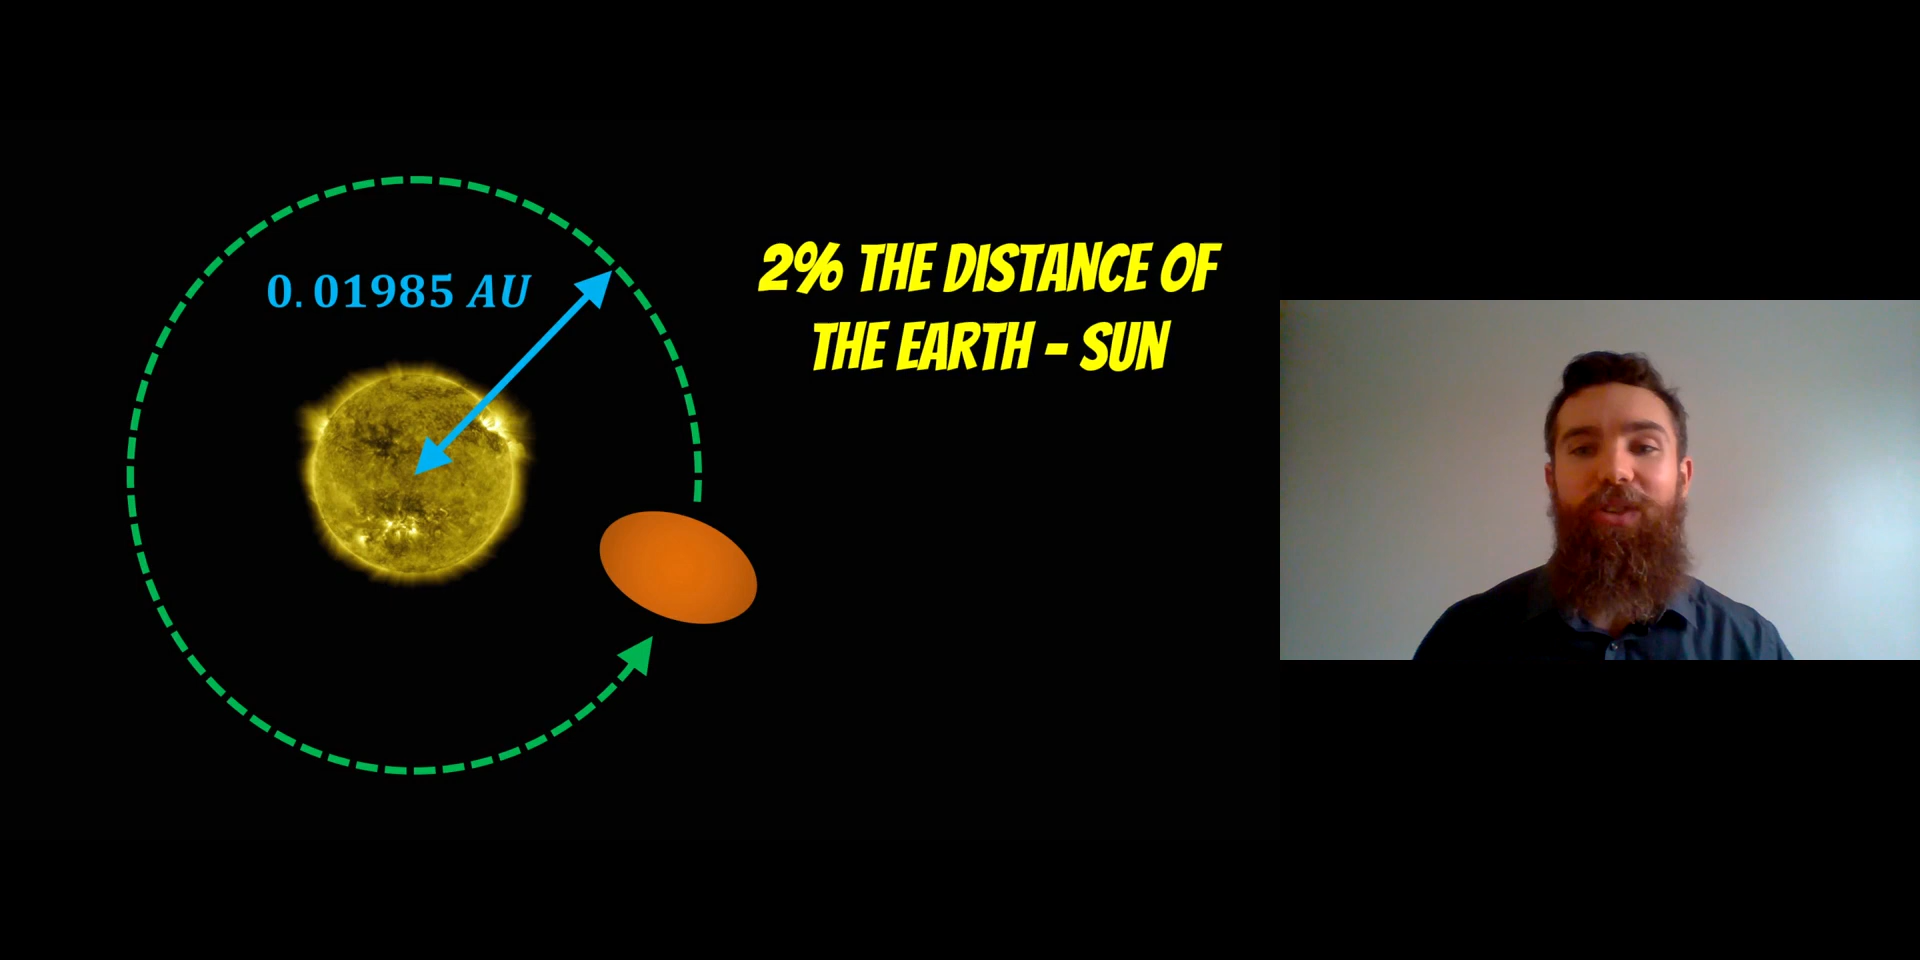 0.01985 AU
2% THE DISTANCE OF
THE EARTH - SUN